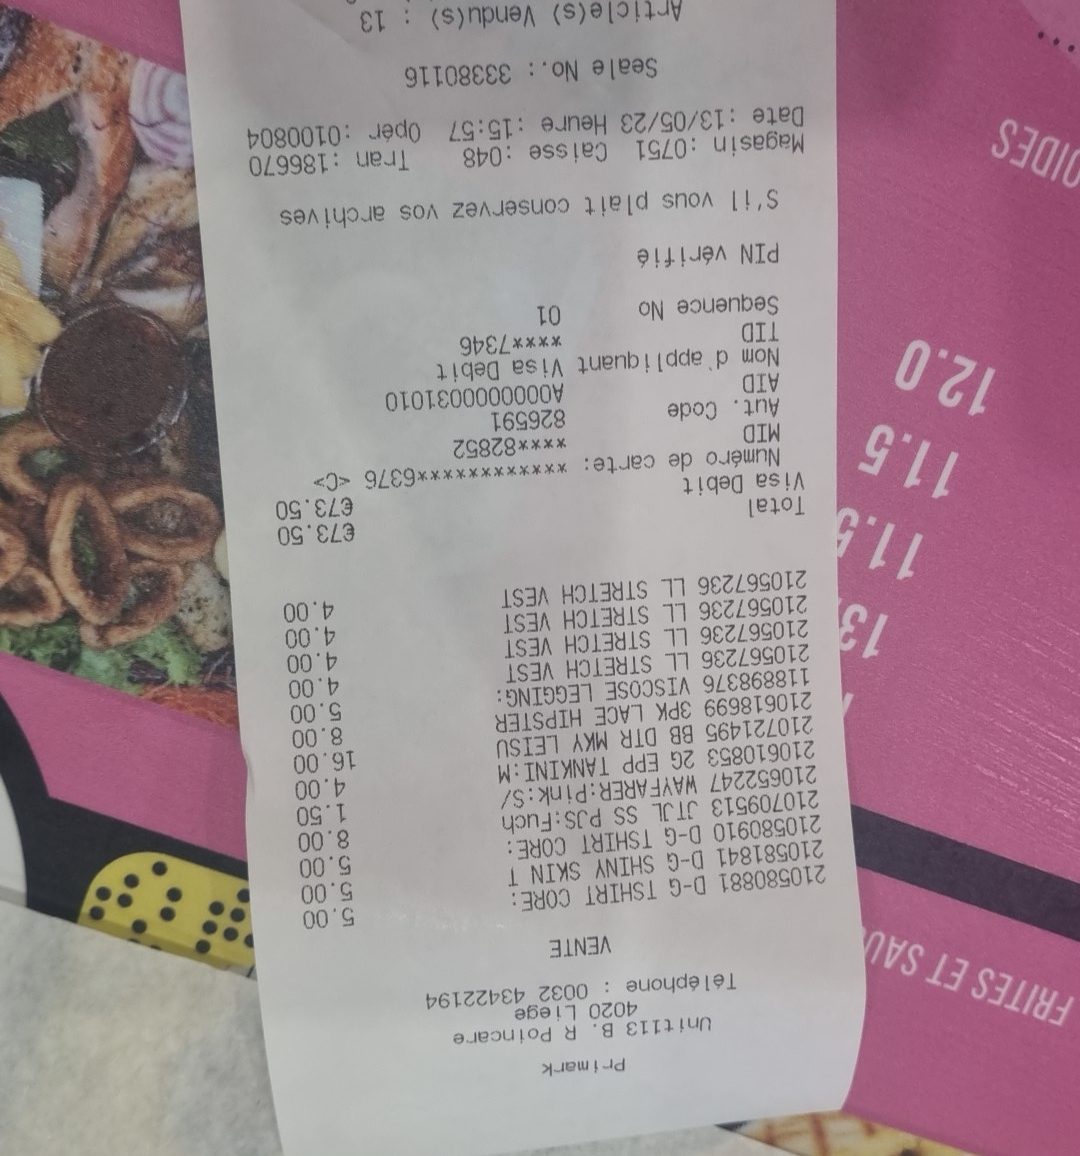 Primark
Unit113 B. R Poincare
4020 Liege
Téléphone : 0032 43422194
VENTE
210580881 D-G TSHIRT CORE: 5.00
210581841 D-G SHINY SKIN T 5.00
210580910 D-G TSHIRT CORE: 5.00
210709513 JTJL SS PJS:Fuch 8.00
210652247 WAYFARER:Pink:S/ 1.50
210610853 2G EPP TANKINI:M 4.00
210721495 BB DTR MKY LEISU 16.00
210618699 3PK LACE HIPSTER 8.00
118898376 VISCOSE LEGGING: 5.00
210567236 LL STRETCH VEST 4.00
210567236 LL STRETCH VEST 4.00
210567236 LL STRETCH VEST 4.00
210567236 LL STRETCH VEST 4.00
Total €73.50
Visa Debit €73.50
Numéro de carte: ************6376 <C>
MID ****82852
Aut. Code 826591
AID A0000000031010
Nom d'appliquant Visa Debit
TID ****7346
Sequence No 01
PIN vérifié
S'il vous plait conservez vos archives
Magasin :0751 Caisse :048 Tran :186670
Date :13/05/23 Heure :15:57 Opér :0100804
Seale No.: 33380116
Article(s) Vendu(s) : 13
FRITES ET SAU
13
11.5
11.5
12.0